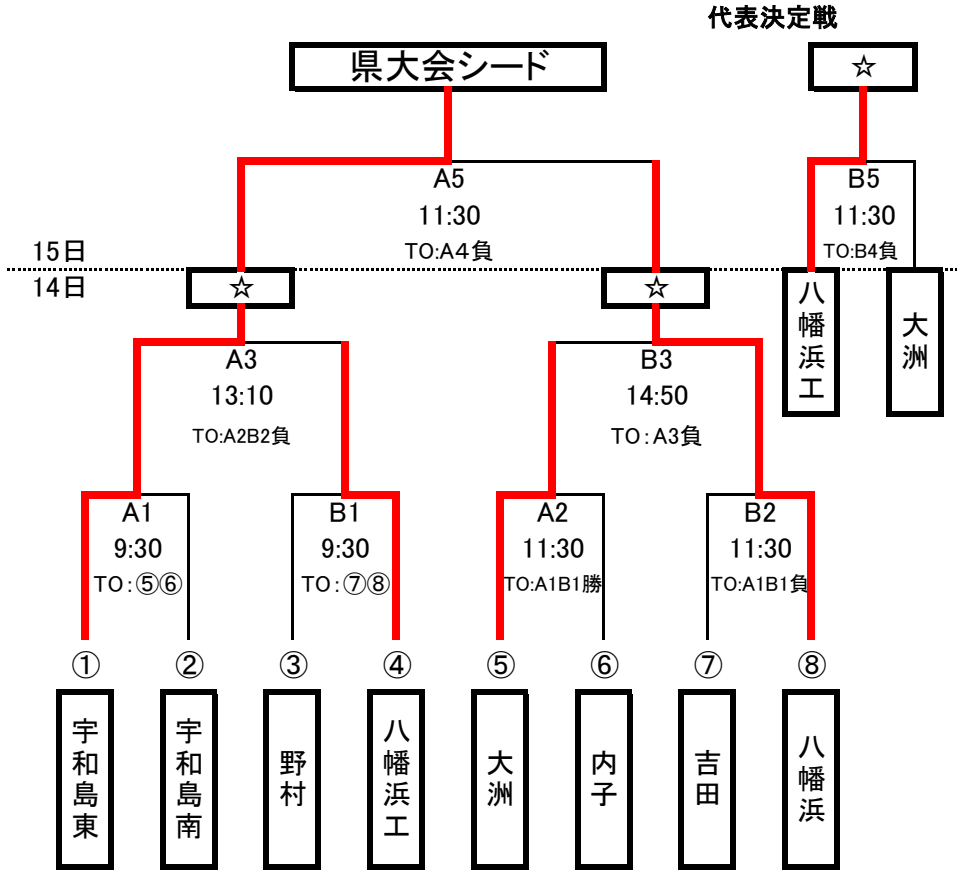 代表決定戦
県大会シード
☆
A5
11:30
TO:A4負
B5
11:30
TO:B4負
15日
14日
☆
☆
八幡浜工
大洲
A3
13:10
TO:A2B2負
B3
14:50
TO:A3負
A1
9:30
TO:⑤⑥
B1
9:30
TO:⑦⑧
A2
11:30
TO:A1B1勝
B2
11:30
TO:A1B1負
①
②
③
④
⑤
⑥
⑦
⑧
宇和島東
宇和島南
野村
八幡浜工
大洲
内子
吉田
八幡浜